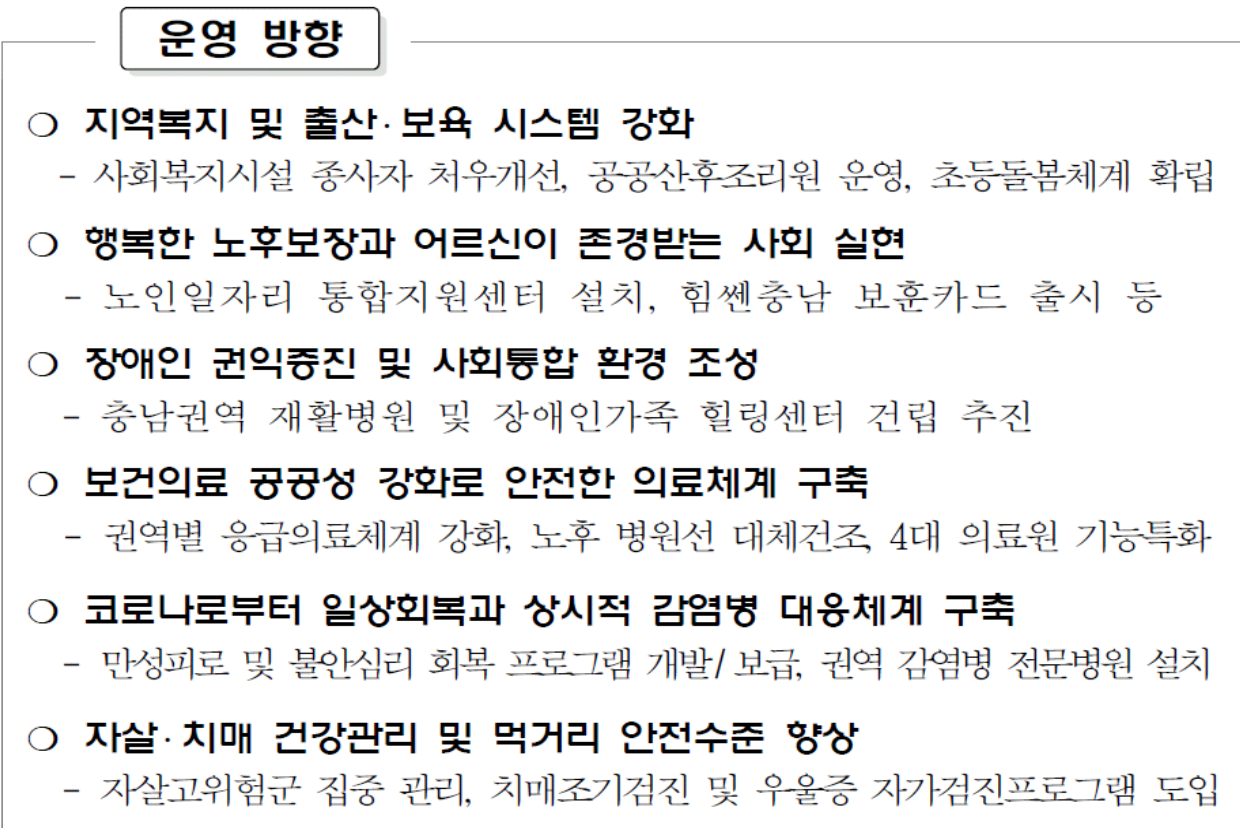 운영 방향
○ 지역복지 및 출산·보육 시스템 강화
- 사회복지시설 종사자 처우개선, 공공산후조리원 운영, 초등돌봄체계 확립
○ 행복한 노후보장과 어르신이 존경받는 사회 실현
- 노인일자리 통합지원센터 설치, 힘쎈충남 보훈카드 출시 등
○ 장애인 권익증진 및 사회통합 환경 조성
- 충남권역 재활병원 및 장애인가족 힐링센터 건립 추진
○ 보건의료 공공성 강화로 안전한 의료체계 구축
- 권역별 응급의료체계 강화, 노후 병원선 대체건조, 4대 의료원 기능특화
○ 코로나로부터 일상회복과 상시적 감염병 대응체계 구축
- 만성피로 및 불안심리 회복 프로그램 개발/보급, 권역 감염병 전문병원 설치
○ 자살·치매 건강관리 및 먹거리 안전수준 향상
- 자살고위험군 집중 관리, 치매조기검진 및 우울증 자가검진프로그램 도입